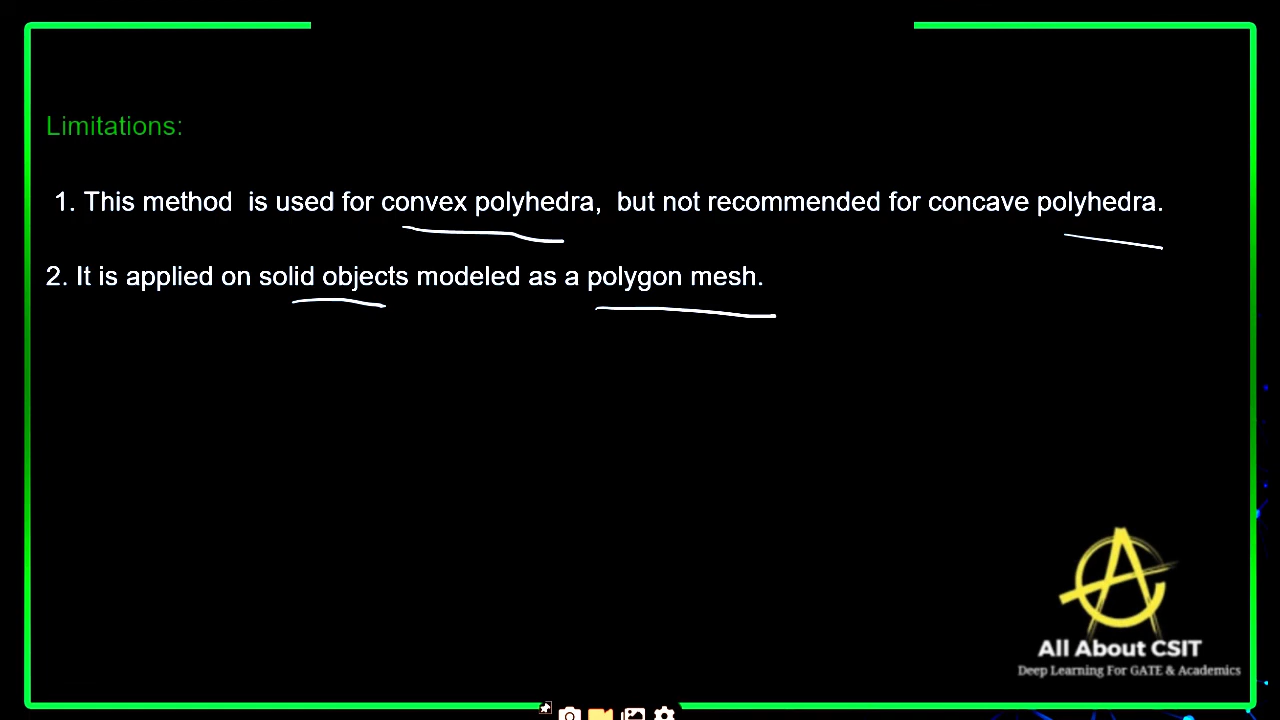 Limitations:
1. This method is used for convex polyhedra, but not recommended for concave polyhedra.
2. It is applied on solid objects modeled as a polygon mesh.
All About CSIT
Deep Learning For GATE & Academics